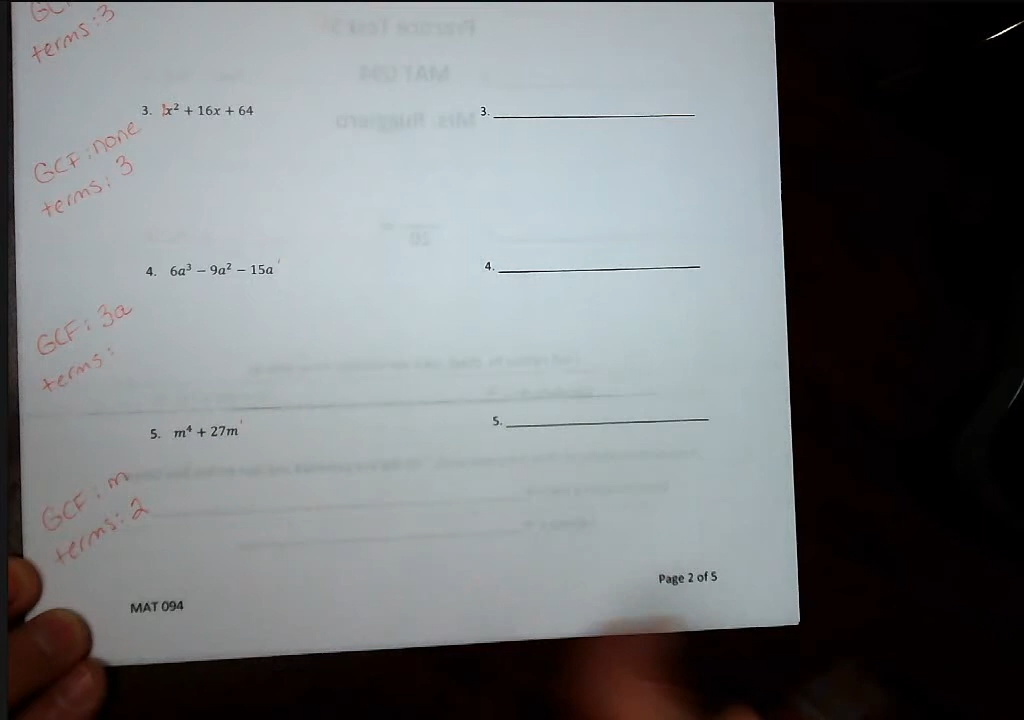 terms: 3
3. x² + 16x + 64
3.
GCF: none
terms: 3
4. 6a³ − 9a² − 15a
4.
GCF: 3a
terms:
5. m⁴ + 27m
5.
GCF: m
terms: 2
Page 2 of 5
MAT 094